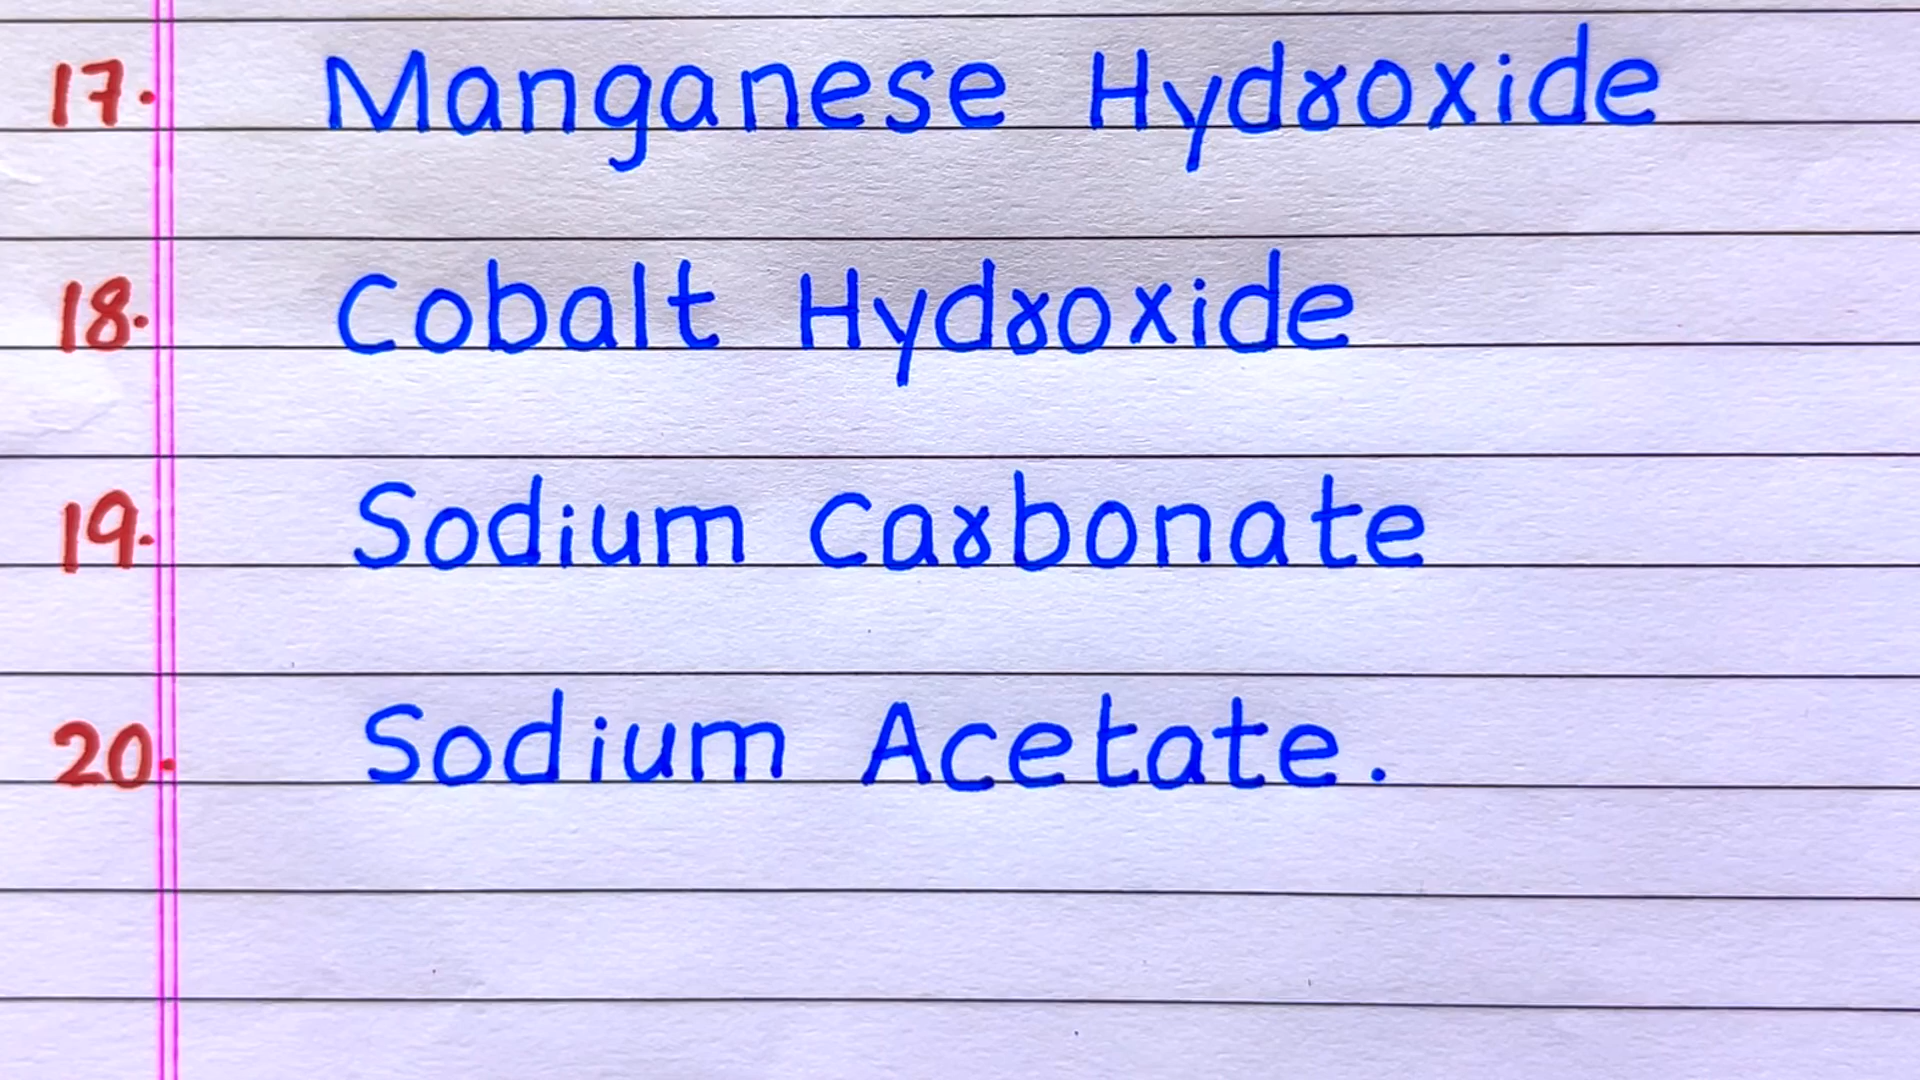 17. Manganese Hydroxide
18. Cobalt Hydroxide
19. Sodium Carbonate
20. Sodium Acetate.